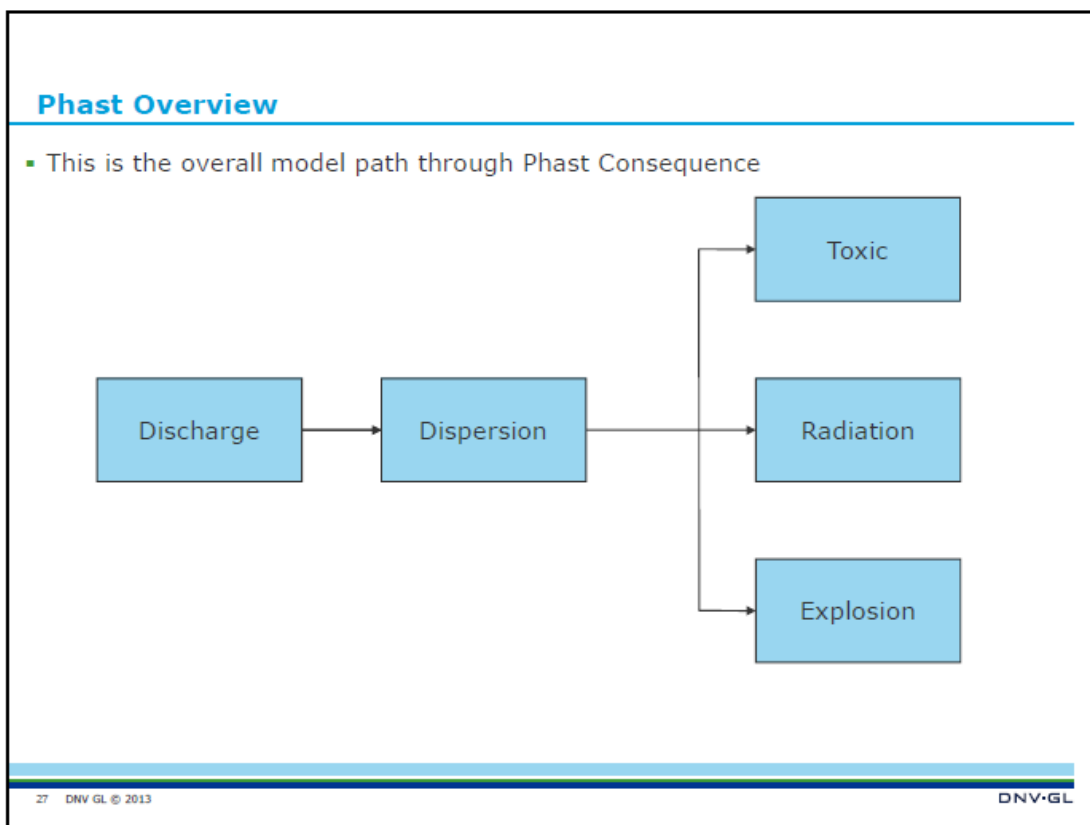 Phast Overview
▪ This is the overall model path through Phast Consequence
Toxic
Discharge
Dispersion
Radiation
Explosion
27 DNV GL © 2013
DNV·GL